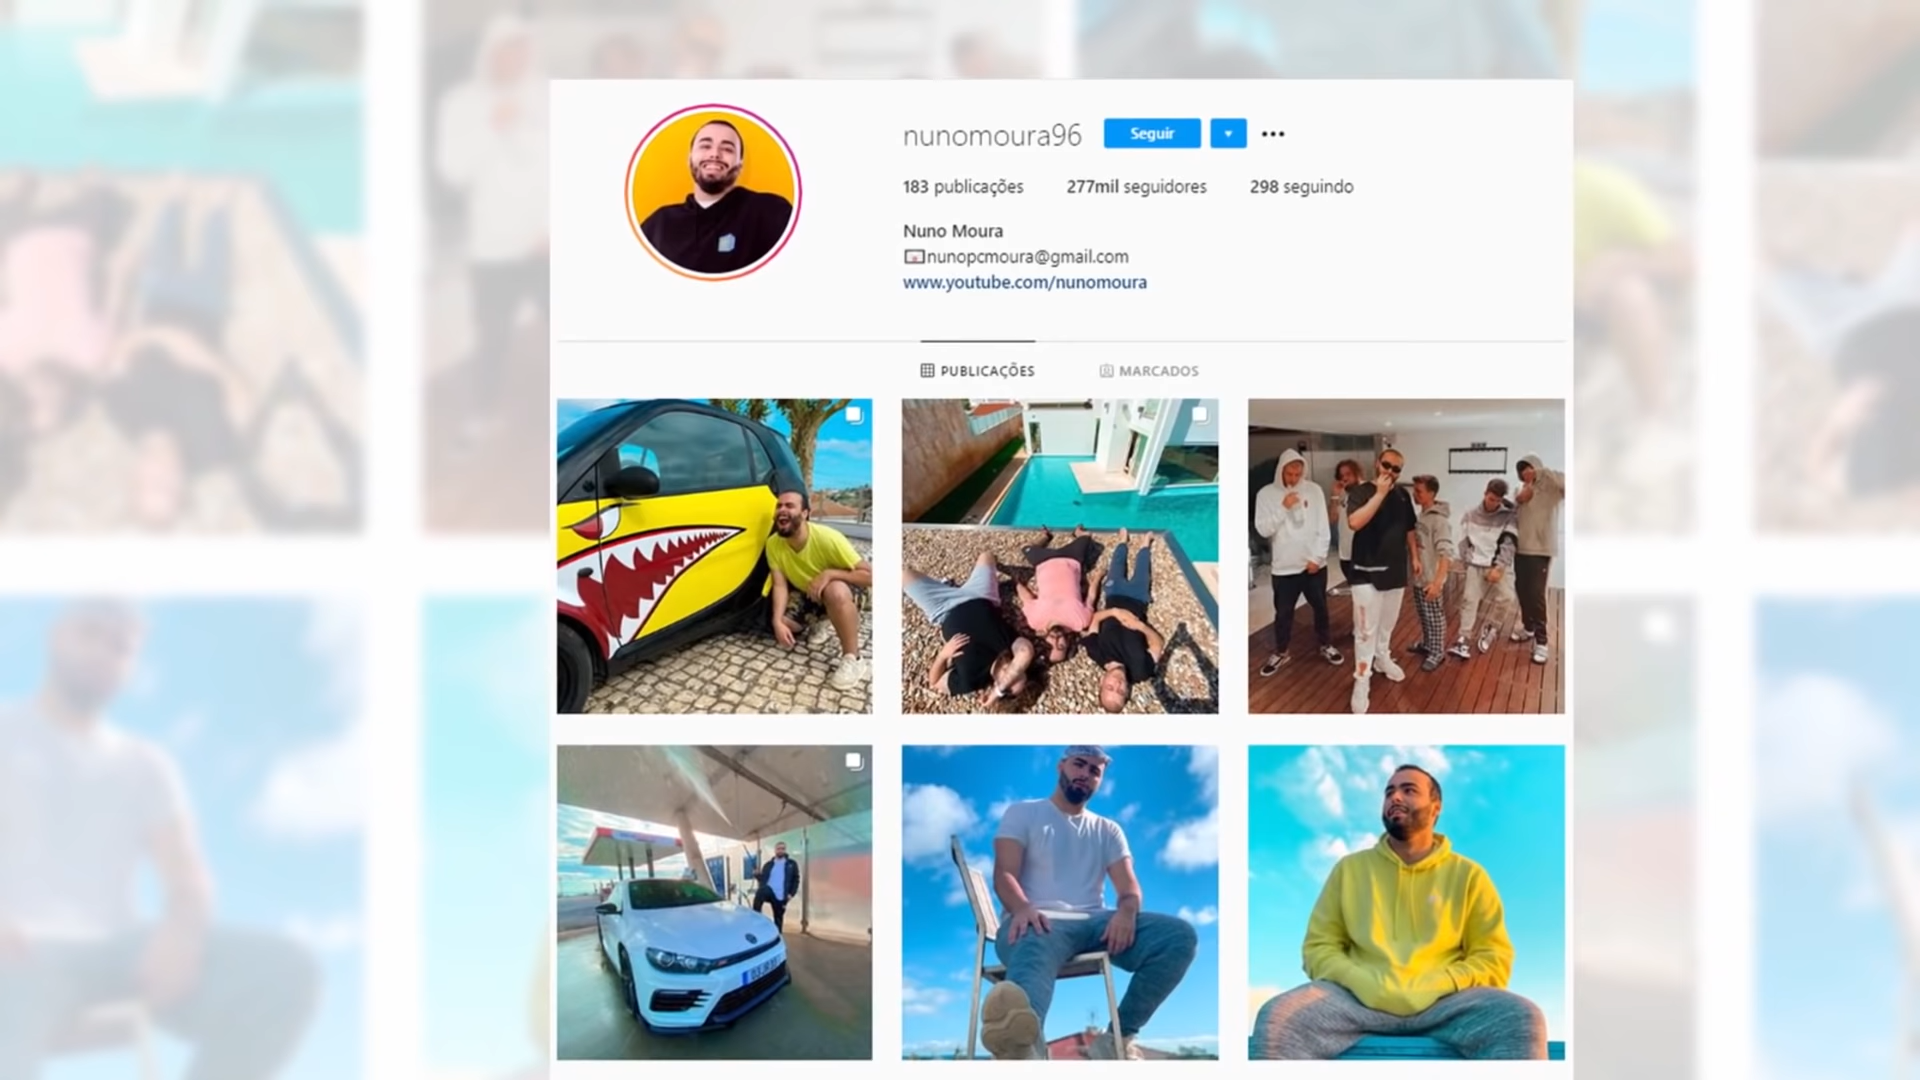 nunomoura96 Seguir
183 publicações 277mil seguidores 298 seguindo
Nuno Moura
nunopcmoura@gmail.com
www.youtube.com/nunomoura
PUBLICAÇÕES MARCADOS